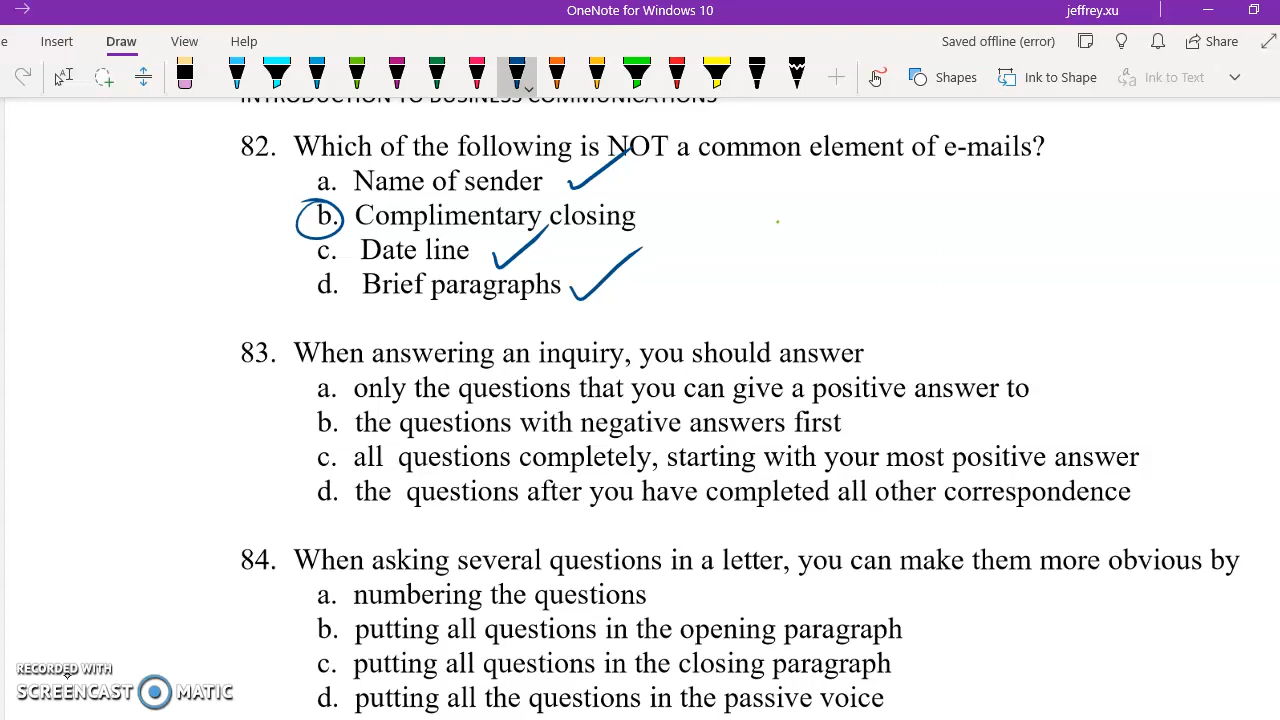 OneNote for Windows 10
jeffrey.xu
Insert Draw View Help
Saved offline (error) Share
Shapes Ink to Shape Ink to Text
INTRODUCTION TO BUSINESS COMMUNICATIONS
82. Which of the following is NOT a common element of e-mails?
a. Name of sender
b. Complimentary closing
c. Date line
d. Brief paragraphs
83. When answering an inquiry, you should answer
a. only the questions that you can give a positive answer to
b. the questions with negative answers first
c. all questions completely, starting with your most positive answer
d. the questions after you have completed all other correspondence
84. When asking several questions in a letter, you can make them more obvious by
a. numbering the questions
b. putting all questions in the opening paragraph
c. putting all questions in the closing paragraph
d. putting all the questions in the passive voice
RECORDED WITH
SCREENCAST MATIC